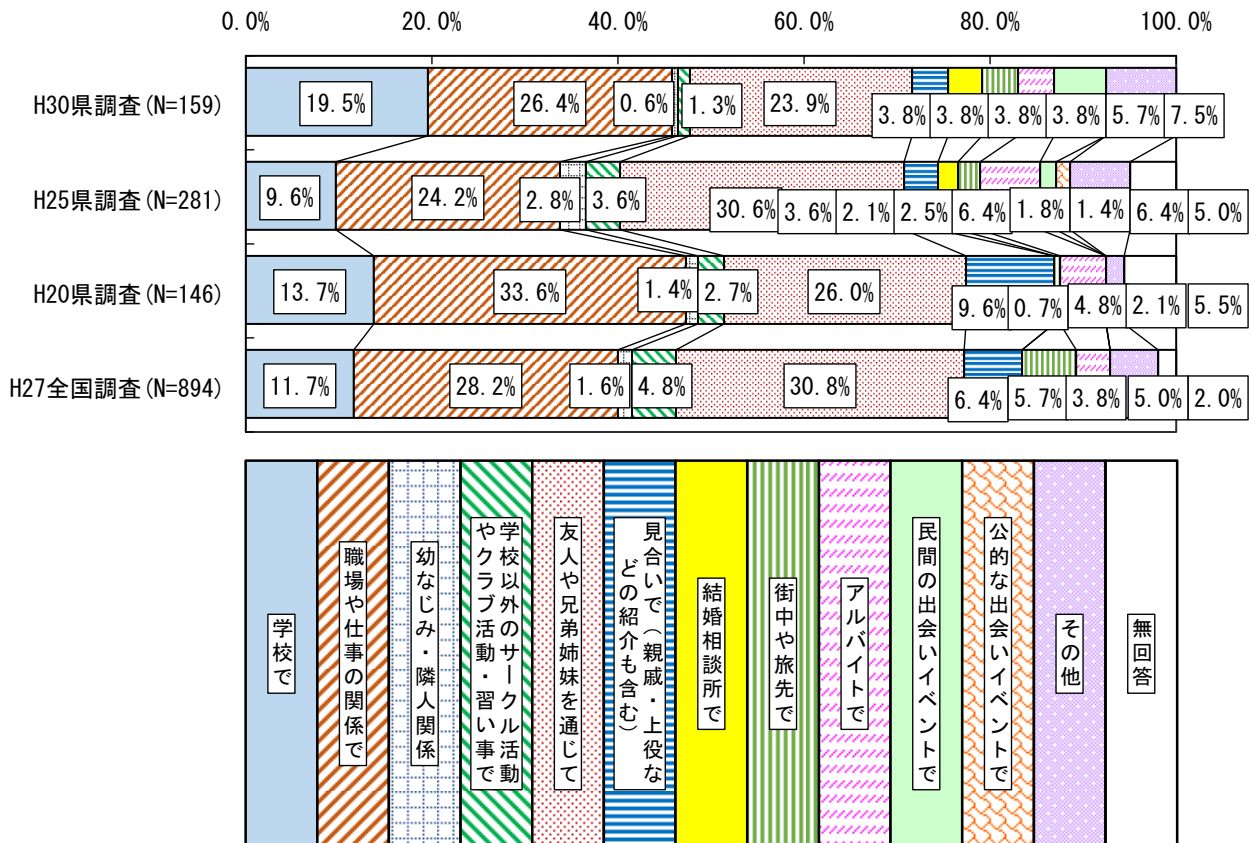 0.0%
20.0%
40.0%
60.0%
80.0%
100.0%
H30県調査(N=159)
19.5%
26.4%
0.6%
1.3%
23.9%
3.8%
3.8%
3.8%
3.8%
5.7%
7.5%
H25県調査(N=281)
9.6%
24.2%
2.8%
3.6%
30.6%
3.6%
2.1%
2.5%
6.4%
1.8%
1.4%
6.4%
5.0%
H20県調査(N=146)
13.7%
33.6%
1.4%
2.7%
26.0%
9.6%
0.7%
4.8%
2.1%
5.5%
H27全国調査(N=894)
11.7%
28.2%
1.6%
4.8%
30.8%
6.4%
5.7%
3.8%
5.0%
2.0%
学校で
職場や仕事の関係で
幼なじみ・隣人関係
学校以外のサークル活動
やクラブ活動・習い事で
友人や兄弟姉妹を通じて
見合いで(親戚・上役な
どの紹介も含む)
結婚相談所で
街中や旅先で
アルバイトで
民間の出会いイベントで
公的な出会いイベントで
その他
無回答